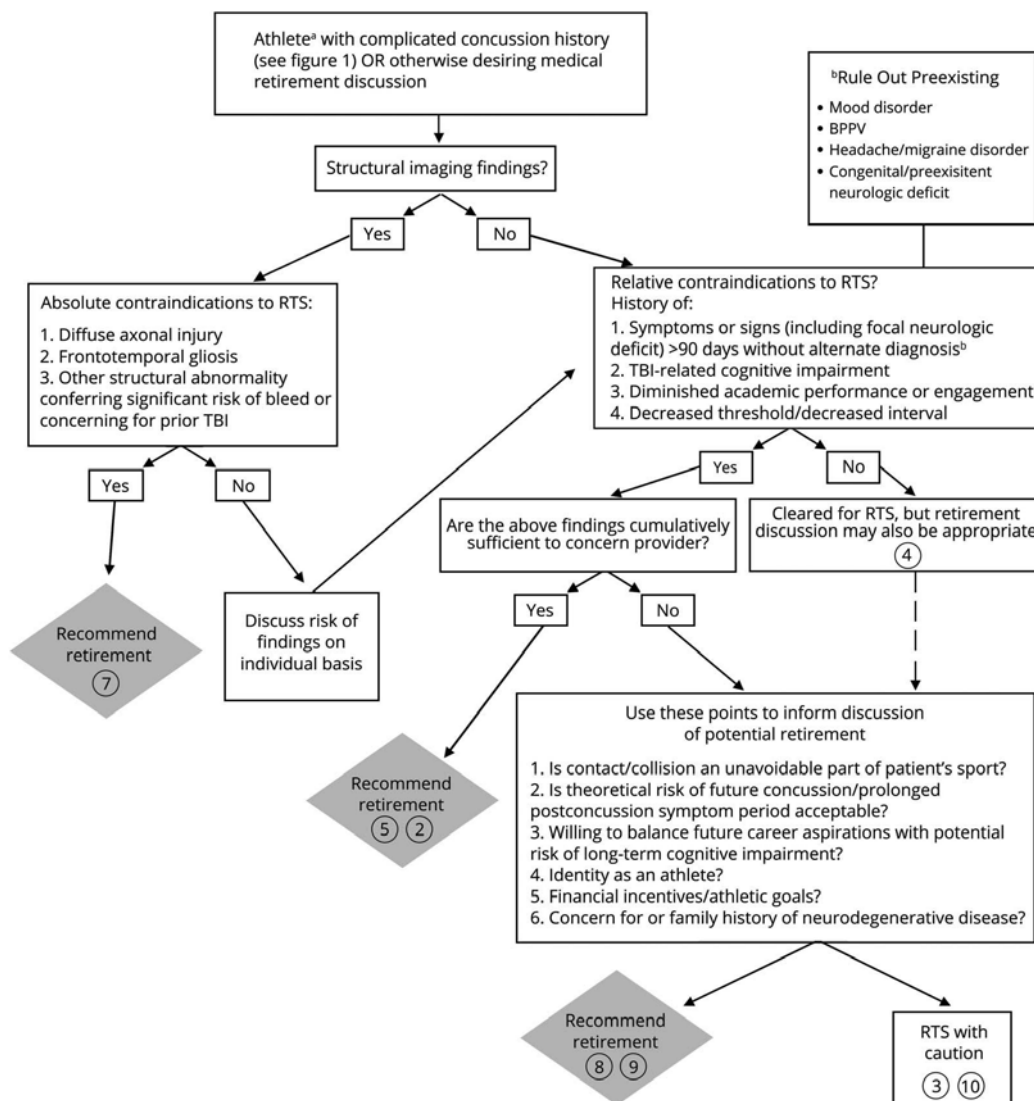 Athleteᵃ with complicated concussion history
(see figure 1) OR otherwise desiring medical
retirement discussion
ᵇRule Out Preexisting
• Mood disorder
• BPPV
• Headache/migraine disorder
• Congenital/preexisitent
neurologic deficit
Structural imaging findings?
Yes
No
Absolute contraindications to RTS:
1. Diffuse axonal injury
2. Frontotemporal gliosis
3. Other structural abnormality
conferring significant risk of bleed or
concerning for prior TBI
Relative contraindications to RTS?
History of:
1. Symptoms or signs (including focal neurologic
deficit) >90 days without alternate diagnosisᵇ
2. TBI-related cognitive impairment
3. Diminished academic performance or engagement
4. Decreased threshold/decreased interval
Yes
No
Yes
No
Recommend
retirement
⑦
Discuss risk of
findings on
individual basis
Are the above findings cumulatively
sufficient to concern provider?
Cleared for RTS, but retirement
discussion may also be appropriate
④
Yes
No
Recommend
retirement
⑤ ②
Use these points to inform discussion
of potential retirement
1. Is contact/collision an unavoidable part of patient's sport?
2. Is theoretical risk of future concussion/prolonged
postconcussion symptom period acceptable?
3. Willing to balance future career aspirations with potential
risk of long-term cognitive impairment?
4. Identity as an athlete?
5. Financial incentives/athletic goals?
6. Concern for or family history of neurodegenerative disease?
Recommend
retirement
⑧ ⑨
RTS with
caution
③ ⑩